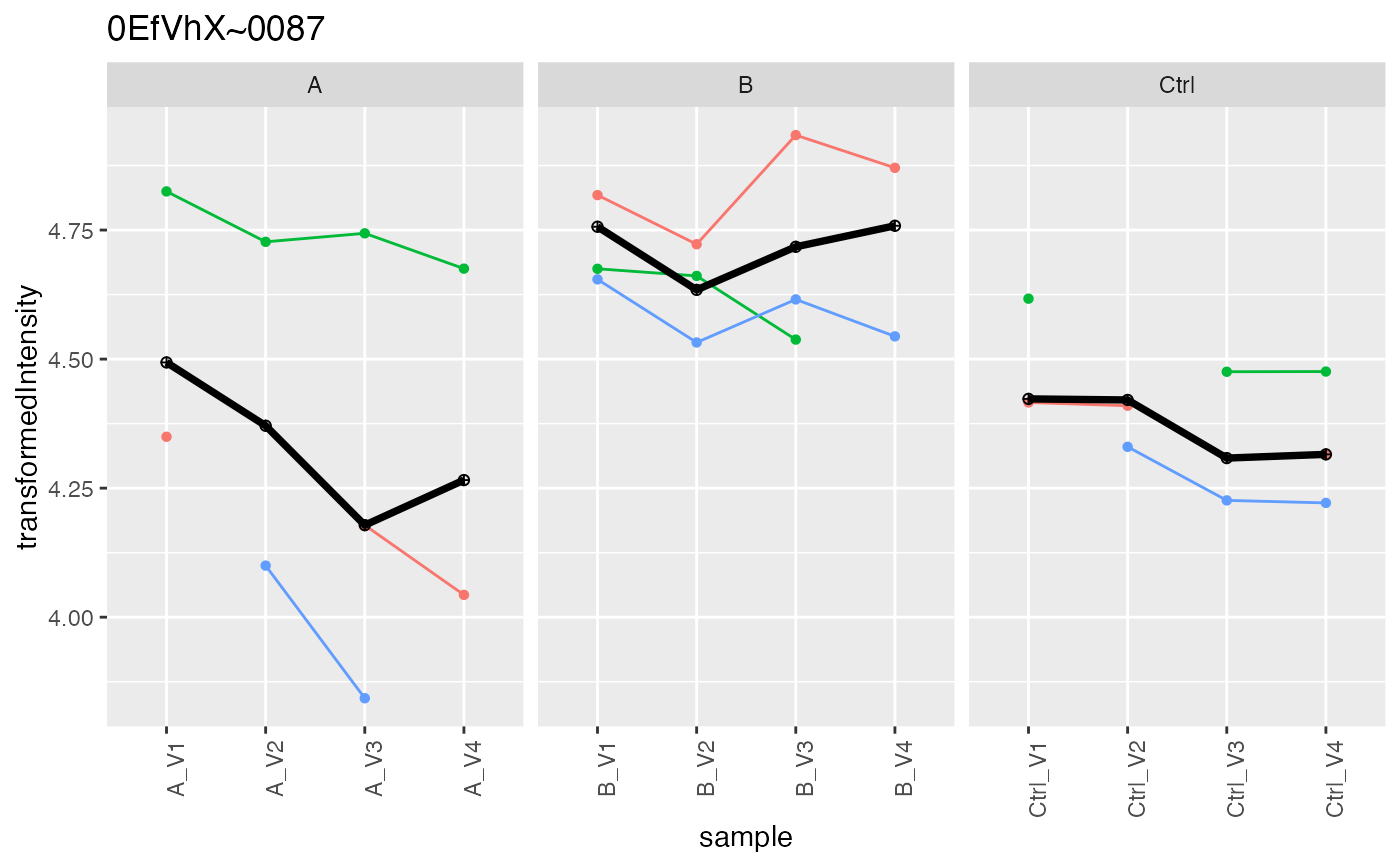 0EfVhX~0087
A
B
Ctrl
transformedIntensity
4.75
4.50
4.25
4.00
A_V1
A_V2
A_V3
A_V4
B_V1
B_V2
B_V3
B_V4
Ctrl_V1
Ctrl_V2
Ctrl_V3
Ctrl_V4
sample